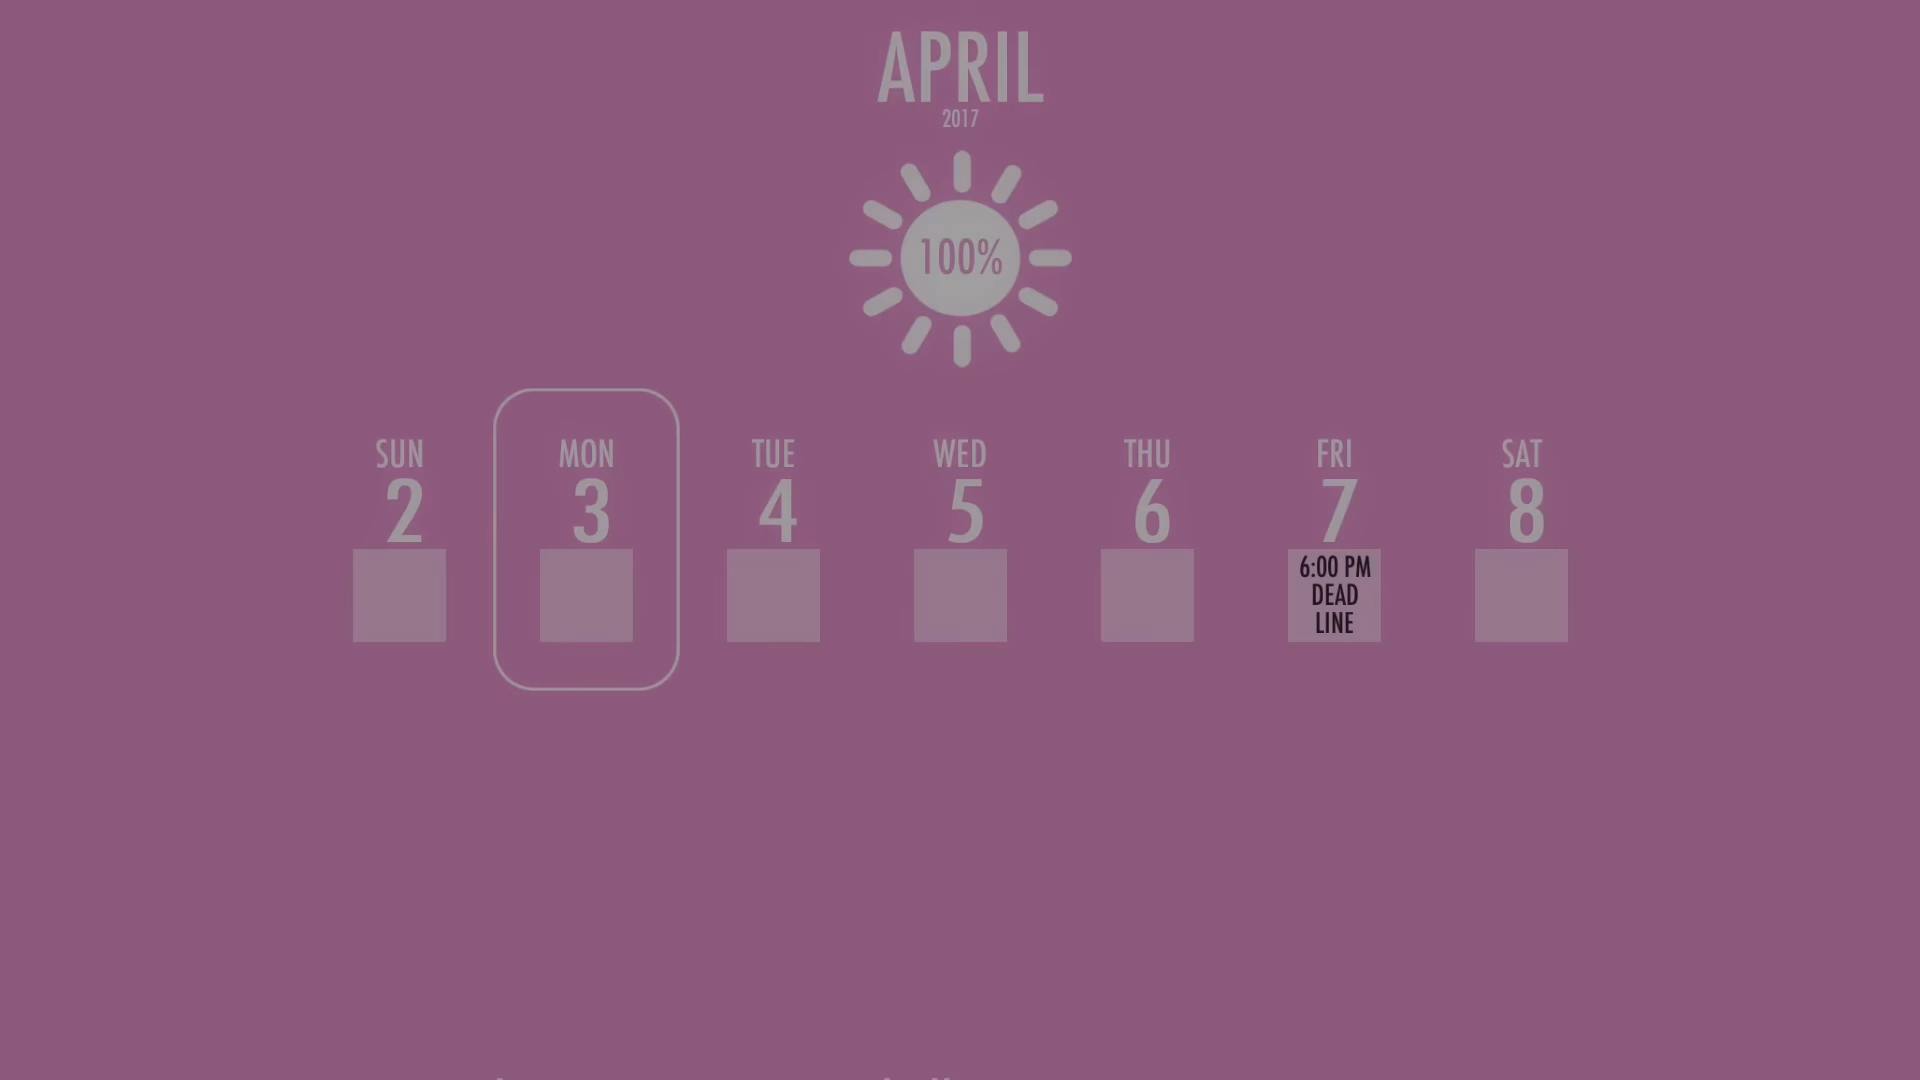 APRIL
2017
100%
SUN MON TUE WED THU FRI SAT
2 3 4 5 6 7 8
6:00 PM
DEAD
LINE